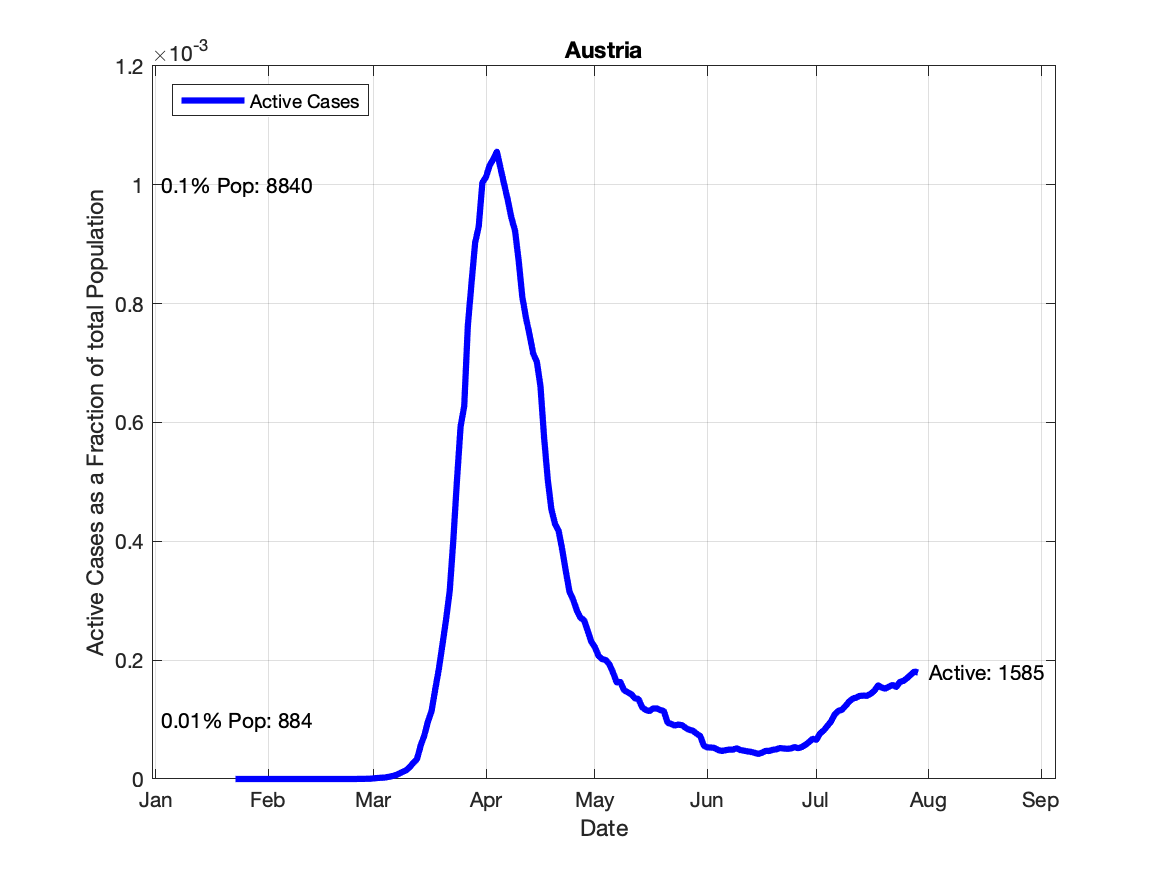 Austria
×10-3
1.2
1
0.8
0.6
0.4
0.2
0
Active Cases as a Fraction of total Population
Active Cases
0.1% Pop: 8840
0.01% Pop: 884
Active: 1585
Jan Feb Mar Apr May Jun Jul Aug Sep
Date